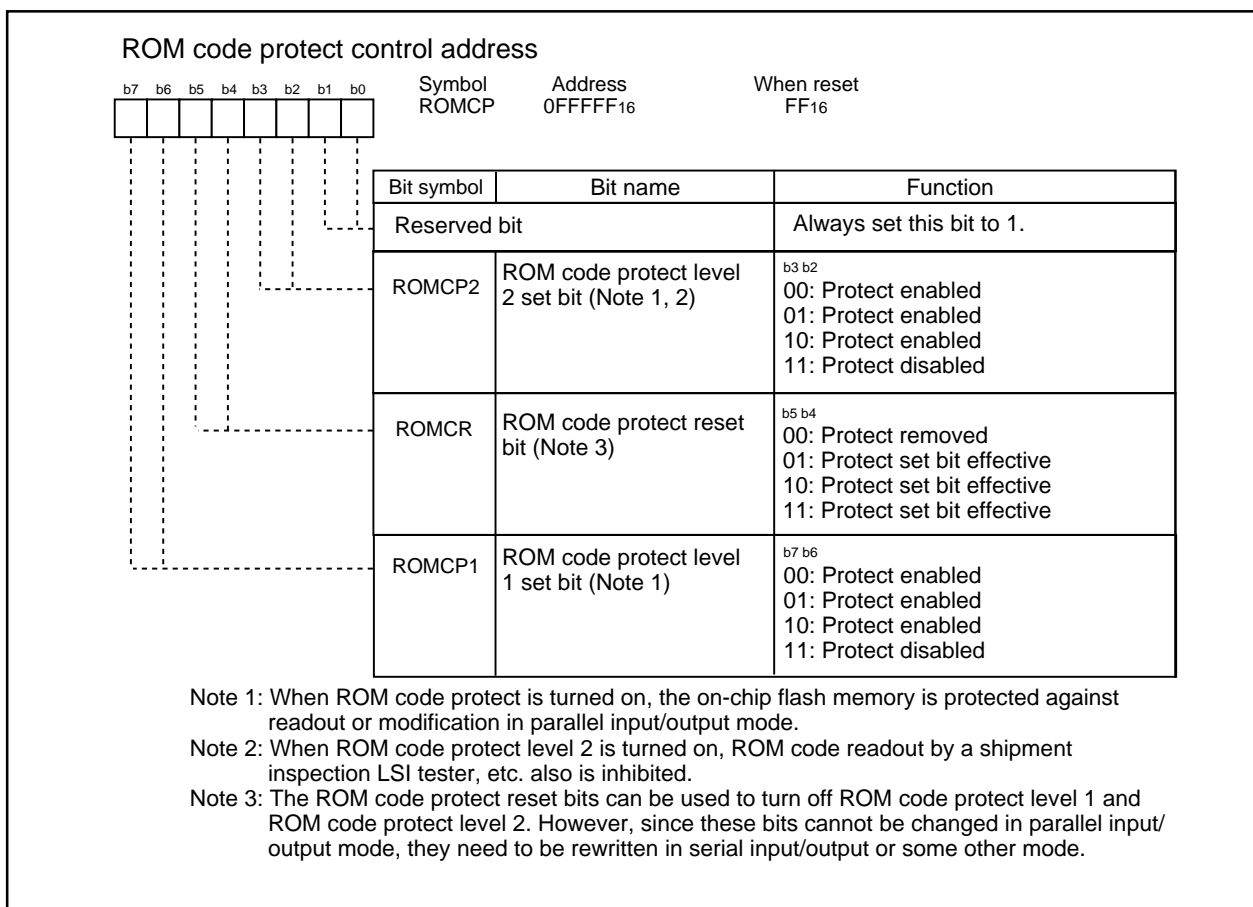 ROM code protect control address
b7 b6 b5 b4 b3 b2 b1 b0
Symbol Address When reset
ROMCP 0FFFFF16 FF16
Bit symbol Bit name Function
Reserved bit Always set this bit to 1.
ROMCP2 ROM code protect level
2 set bit (Note 1, 2)
b3 b2
00: Protect enabled
01: Protect enabled
10: Protect enabled
11: Protect disabled
ROMCR ROM code protect reset
bit (Note 3)
b5 b4
00: Protect removed
01: Protect set bit effective
10: Protect set bit effective
11: Protect set bit effective
ROMCP1 ROM code protect level
1 set bit (Note 1)
b7 b6
00: Protect enabled
01: Protect enabled
10: Protect enabled
11: Protect disabled
Note 1: When ROM code protect is turned on, the on-chip flash memory is protected against
readout or modification in parallel input/output mode.
Note 2: When ROM code protect level 2 is turned on, ROM code readout by a shipment
inspection LSI tester, etc. also is inhibited.
Note 3: The ROM code protect reset bits can be used to turn off ROM code protect level 1 and
ROM code protect level 2. However, since these bits cannot be changed in parallel input/
output mode, they need to be rewritten in serial input/output or some other mode.